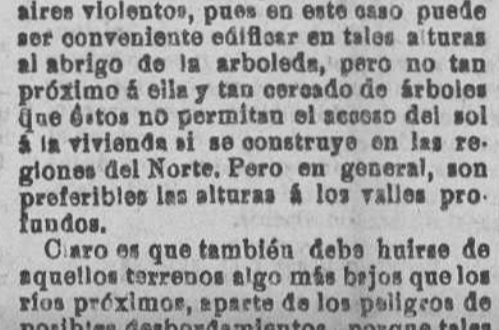 aires violentos, pues en este caso puede
ser conveniente edificar en tales alturas
al abrigo de la arboleda, pero no tan
próximo á ella y tan cercado de árboles
que éstos no permitan el acceso del sol
á la vivienda si se construye en las re-
giones del Norte. Pero en general, son
preferibles las alturas á los valles pro-
fundos.
Claro es que también debe huirse de
aquellos terrenos algo más bajos que los
ríos próximos, aparte de los peligros de
posibles desbordamientos, porque tales